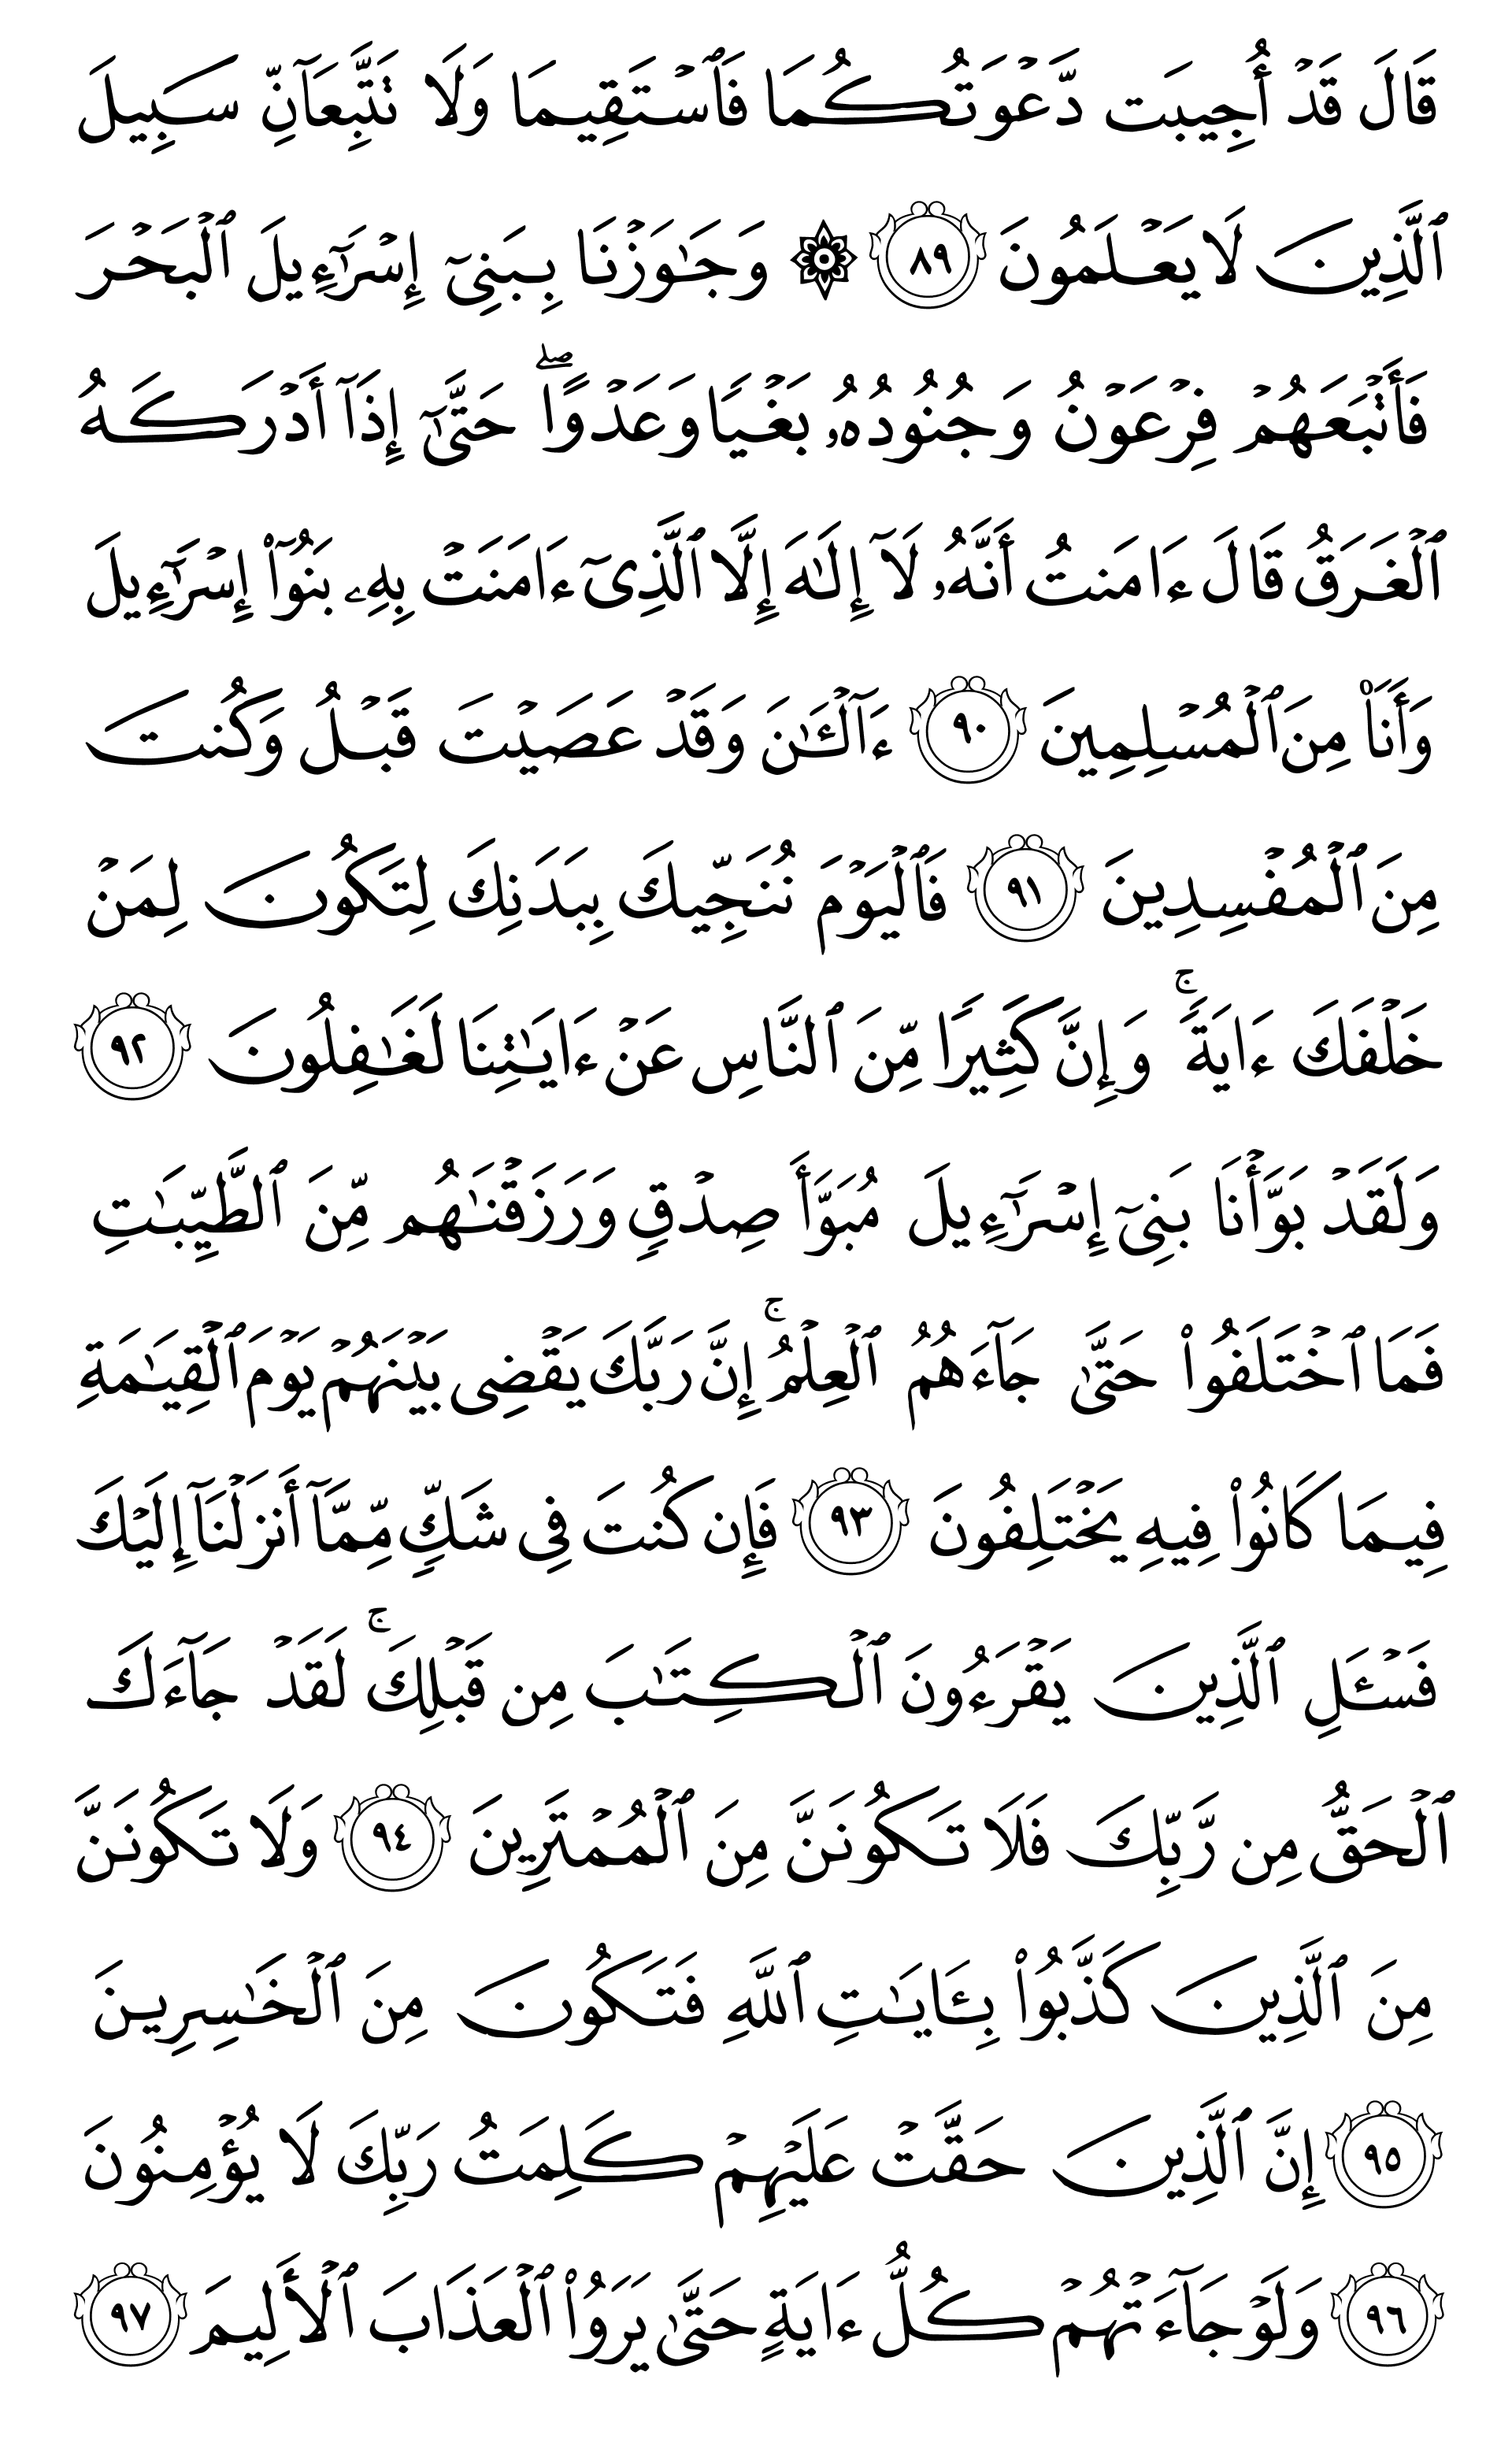 قَالَ قَدۡ أُجِيبَت دَّعۡوَتُكُمَا فَٱسۡتَقِيمَا وَلَا تَتَّبِعَآنِّ سَبِيلَ
ٱلَّذِينَ لَا يَعۡلَمُونَ ٨٩ ۞ وَجَٰوَزۡنَا بِبَنِيٓ إِسۡرَٰٓءِيلَ ٱلۡبَحۡرَ
فَأَتۡبَعَهُمۡ فِرۡعَوۡنُ وَجُنُودُهُۥ بَغۡيٗا وَعَدۡوًاۖ حَتَّىٰٓ إِذَآ أَدۡرَكَهُ
ٱلۡغَرَقُ قَالَ ءَامَنتُ أَنَّهُۥ لَآ إِلَٰهَ إِلَّا ٱلَّذِيٓ ءَامَنَتۡ بِهِۦ بَنُوٓاْ إِسۡرَٰٓءِيلَ
وَأَنَا۠ مِنَ ٱلۡمُسۡلِمِينَ ٩٠ ءَآلۡـَٰٔنَ وَقَدۡ عَصَيۡتَ قَبۡلُ وَكُنتَ
مِنَ ٱلۡمُفۡسِدِينَ ٩١ فَٱلۡيَوۡمَ نُنَجِّيكَ بِبَدَنِكَ لِتَكُونَ لِمَنۡ
خَلۡفَكَ ءَايَةٗۚ وَإِنَّ كَثِيرٗا مِّنَ ٱلنَّاسِ عَنۡ ءَايَٰتِنَا لَغَٰفِلُونَ ٩٢
وَلَقَدۡ بَوَّأۡنَا بَنِيٓ إِسۡرَٰٓءِيلَ مُبَوَّأَ صِدۡقٖ وَرَزَقۡنَٰهُم مِّنَ ٱلطَّيِّبَٰتِ
فَمَا ٱخۡتَلَفُواْ حَتَّىٰ جَآءَهُمُ ٱلۡعِلۡمُۚ إِنَّ رَبَّكَ يَقۡضِي بَيۡنَهُمۡ يَوۡمَ ٱلۡقِيَٰمَةِ
فِيمَا كَانُواْ فِيهِ يَخۡتَلِفُونَ ٩٣ فَإِن كُنتَ فِي شَكّٖ مِّمَّآ أَنزَلۡنَآ إِلَيۡكَ
فَسۡـَٔلِ ٱلَّذِينَ يَقۡرَءُونَ ٱلۡكِتَٰبَ مِن قَبۡلِكَۚ لَقَدۡ جَآءَكَ
ٱلۡحَقُّ مِن رَّبِّكَ فَلَا تَكُونَنَّ مِنَ ٱلۡمُمۡتَرِينَ ٩٤ وَلَا تَكُونَنَّ
مِنَ ٱلَّذِينَ كَذَّبُواْ بِـَٔايَٰتِ ٱللَّهِ فَتَكُونَ مِنَ ٱلۡخَٰسِرِينَ
٩٥ إِنَّ ٱلَّذِينَ حَقَّتۡ عَلَيۡهِمۡ كَلِمَتُ رَبِّكَ لَا يُؤۡمِنُونَ
٩٦ وَلَوۡ جَآءَتۡهُمۡ كُلُّ ءَايَةٍ حَتَّىٰ يَرَوُاْ ٱلۡعَذَابَ ٱلۡأَلِيمَ ٩٧